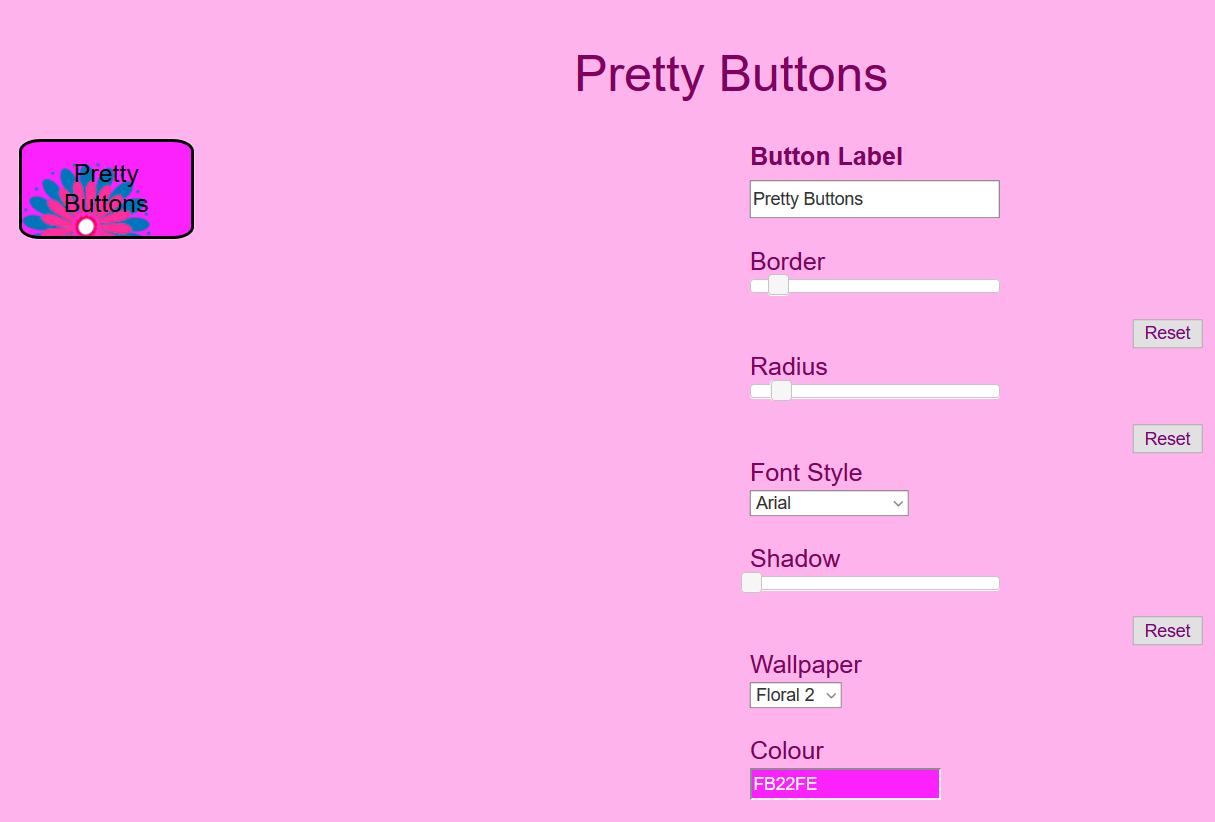 Pretty Buttons
Pretty
Buttons
Button Label
Pretty Buttons
Border
Reset
Radius
Reset
Font Style
Arial
Shadow
Reset
Wallpaper
Floral 2
Colour
FB22FE